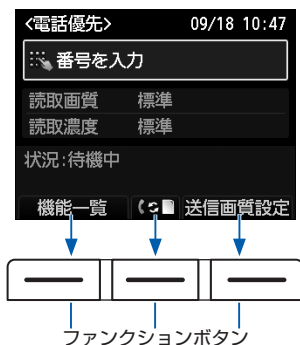 <電話優先> 09/18 10:47
番号を入力
読取画質 標準
読取濃度 標準
状況:待機中
機能一覧 送信画質設定
ファンクションボタン